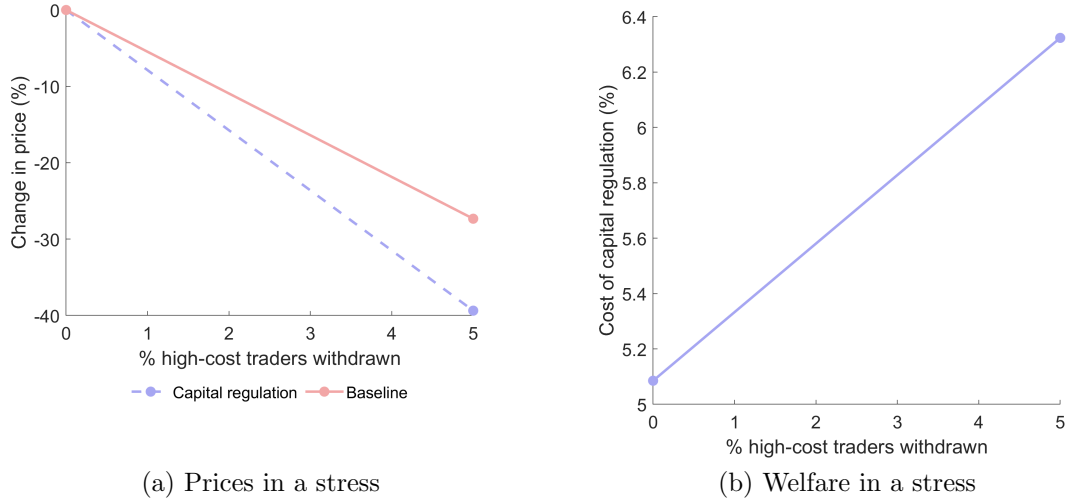 0
-10
-20
-30
-40
Change in price (%)
0 1 2 3 4 5
% high-cost traders withdrawn
Capital regulation Baseline
(a) Prices in a stress
6.4
6.2
6
5.8
5.6
5.4
5.2
5
Cost of capital regulation (%)
0 1 2 3 4 5
% high-cost traders withdrawn
(b) Welfare in a stress